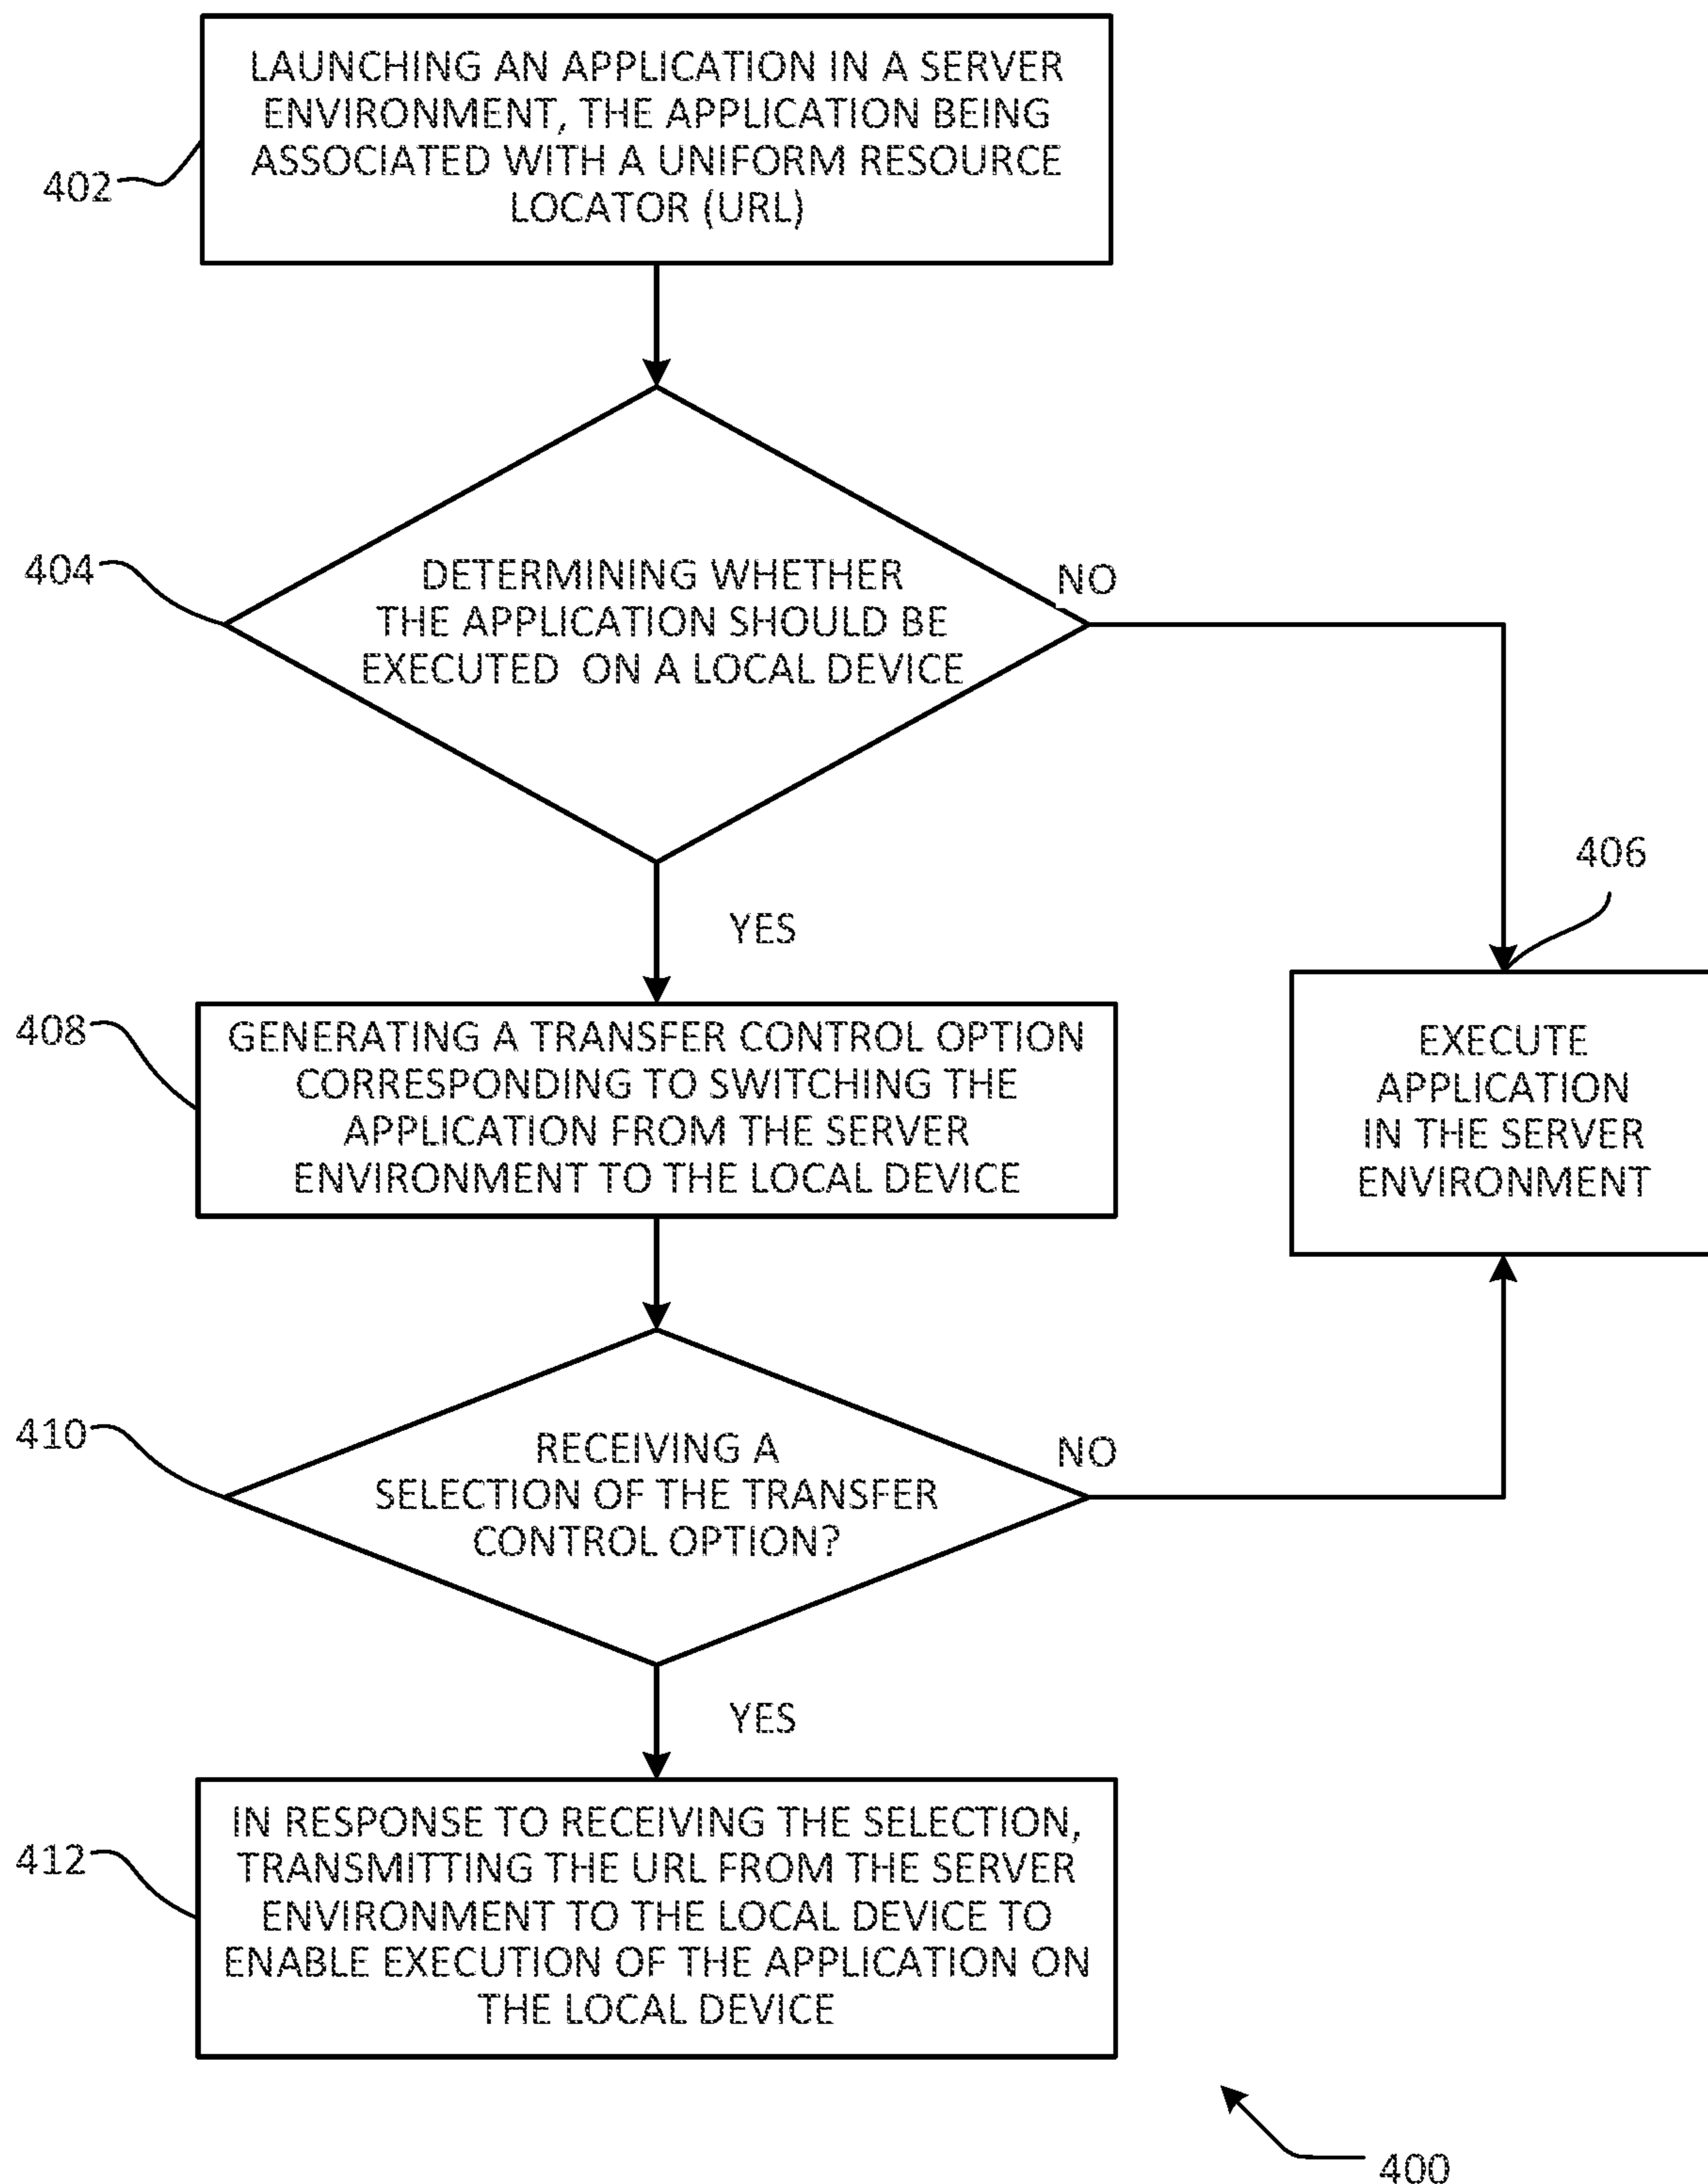 LAUNCHING AN APPLICATION IN A SERVER
ENVIRONMENT, THE APPLICATION BEING
ASSOCIATED WITH A UNIFORM RESOURCE
LOCATOR (URL)
402
404
DETERMINING WHETHER
THE APPLICATION SHOULD BE
EXECUTED ON A LOCAL DEVICE
NO
406
YES
408
GENERATING A TRANSFER CONTROL OPTION
CORRESPONDING TO SWITCHING THE
APPLICATION FROM THE SERVER
ENVIRONMENT TO THE LOCAL DEVICE
EXECUTE
APPLICATION
IN THE SERVER
ENVIRONMENT
410
RECEIVING A
SELECTION OF THE TRANSFER
CONTROL OPTION?
NO
YES
412
IN RESPONSE TO RECEIVING THE SELECTION,
TRANSMITTING THE URL FROM THE SERVER
ENVIRONMENT TO THE LOCAL DEVICE TO
ENABLE EXECUTION OF THE APPLICATION ON
THE LOCAL DEVICE
400